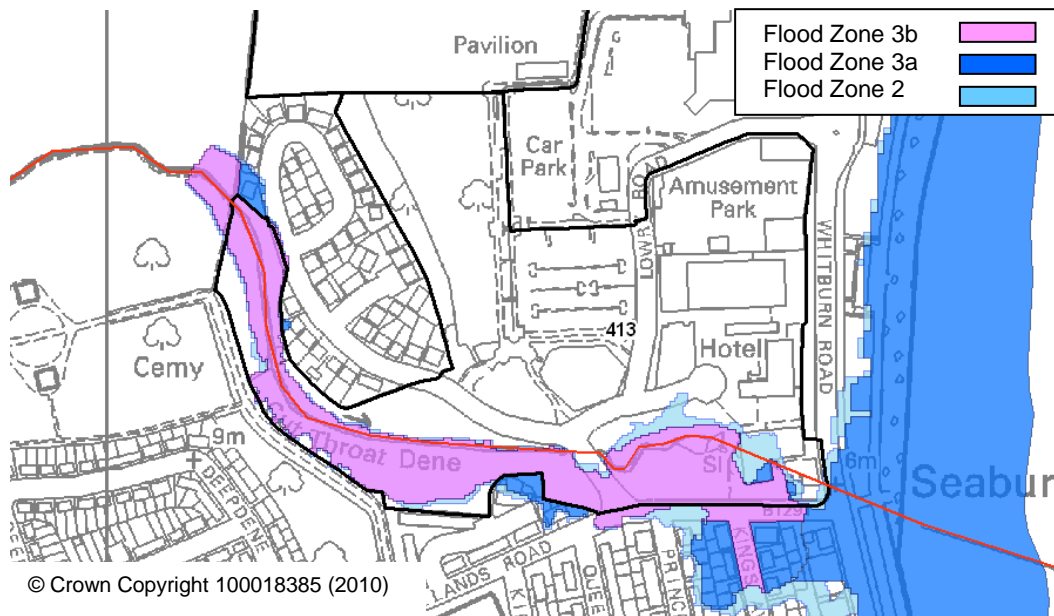 Flood Zone 3b
Flood Zone 3a
Flood Zone 2
Pavilion
Car
Park
Amusement
Park
LOWER
WHITBURN ROAD
413
Hotel
Cemy
9m
Cut Throat Dene
6m
Seabur
DEEPDENE
LANDS ROAD
KINGS
© Crown Copyright 100018385 (2010)